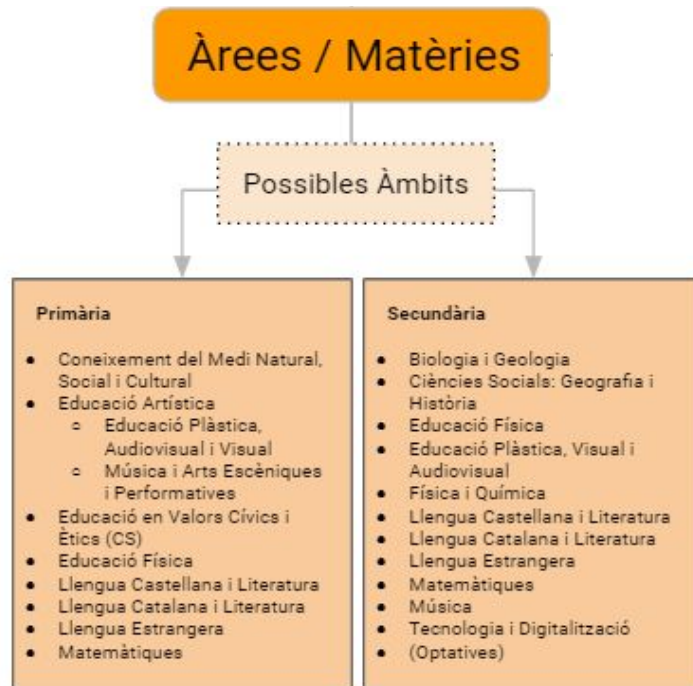 Àrees / Matèries
Possibles Àmbits
Primària
● Coneixement del Medi Natural,
Social i Cultural
● Educació Artística
○ Educació Plàstica,
Audiovisual i Visual
○ Música i Arts Escèniques
i Performatives
● Educació en Valors Cívics i
Ètics (CS)
● Educació Física
● Llengua Castellana i Literatura
● Llengua Catalana i Literatura
● Llengua Estrangera
● Matemàtiques
Secundària
● Biologia i Geologia
● Ciències Socials: Geografia i
Història
● Educació Física
● Educació Plàstica, Visual i
Audiovisual
● Física i Química
● Llengua Castellana i Literatura
● Llengua Catalana i Literatura
● Llengua Estrangera
● Matemàtiques
● Música
● Tecnologia i Digitalització
● (Optatives)